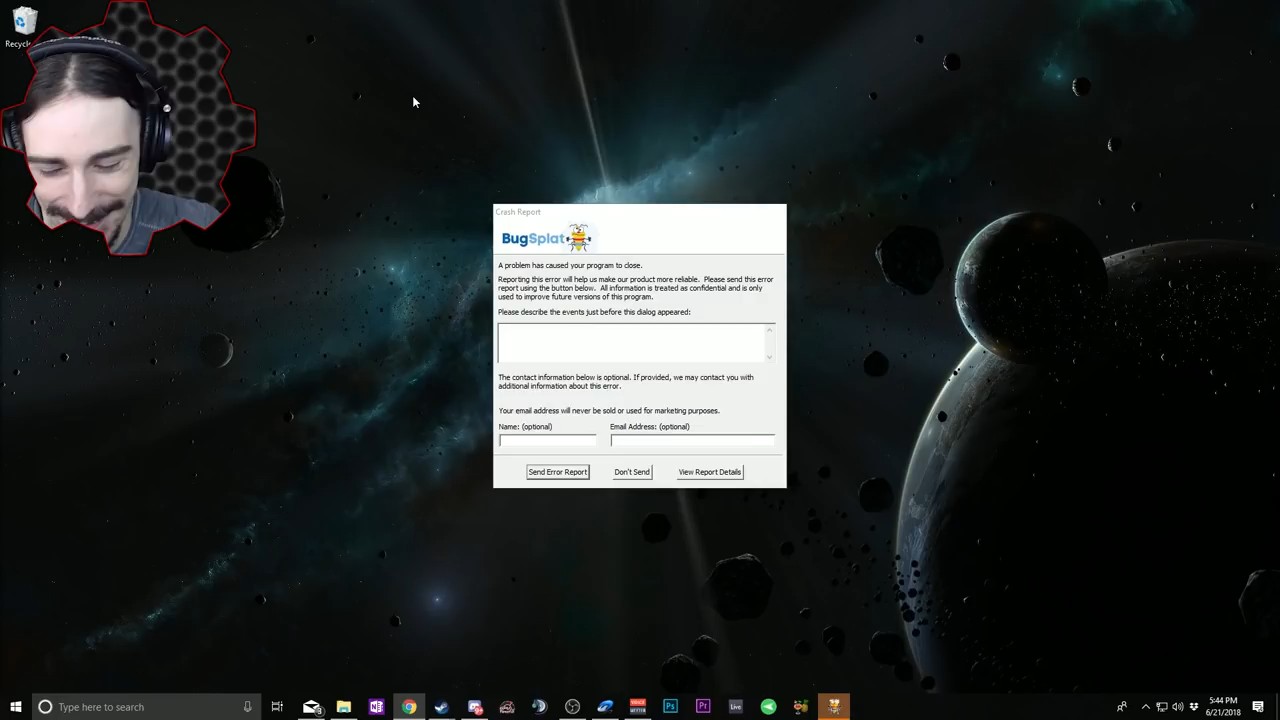 Crash Report
BugSplat
A problem has caused your program to close.
Reporting this error will help us make our product more reliable. Please send this error
report using the button below. All information is treated as confidential and is only
used to improve future versions of this program.
Please describe the events just before this dialog appeared:
The contact information below is optional. If provided, we may contact you with
additional information about this error.
Your email address will never be sold or used for marketing purposes.
Name: (optional) Email Address: (optional)
Send Error Report Don't Send View Report Details
Type here to search
Ps
Pr
Live
5:44 PM
6/21/2018